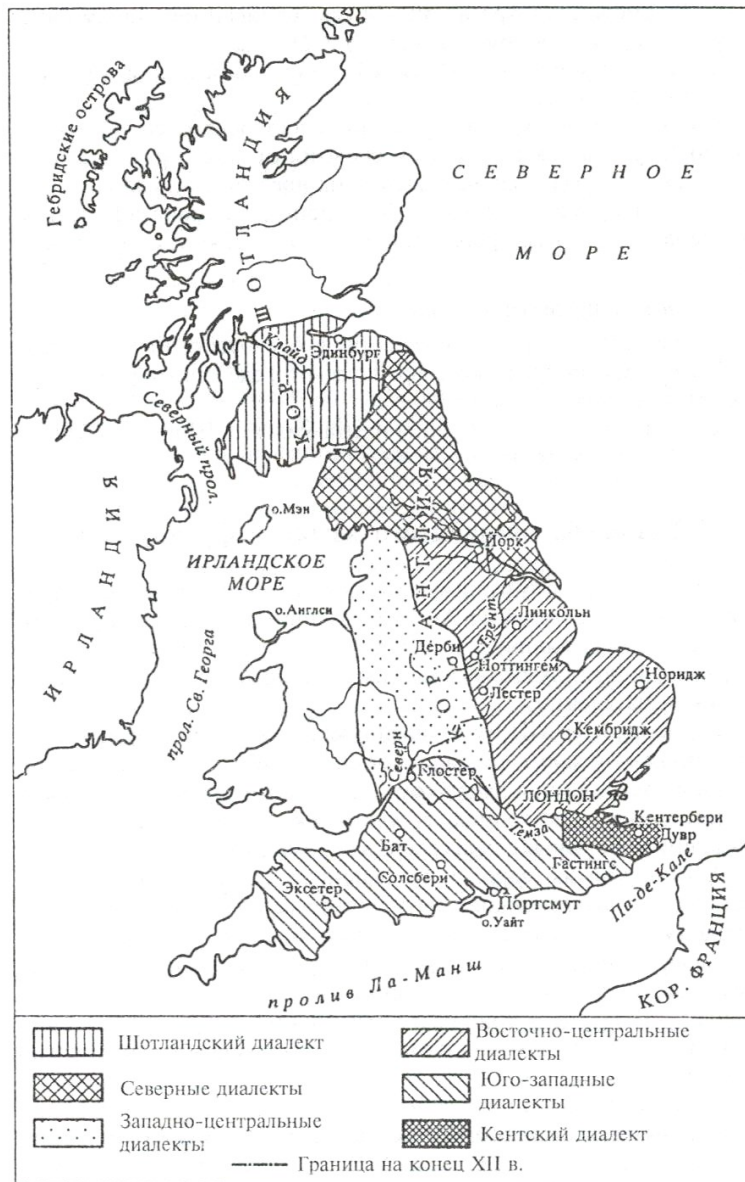 Гебридские острова
КОР. ШОТЛАНДИЯ
СЕВЕРНОЕ
МОРЕ
Клайд
Эдинбург
Северный прол.
ИРЛАНДИЯ
о.Мэн
ИРЛАНДСКОЕ
МОРЕ
КОР. АНГЛИЯ
Йорк
о.Англси
Линкольн
Трент
Дерби
Ноттингем
Лестер
Норидж
прол. Св. Георга
Кембридж
Северн
Глостер
ЛОНДОН
Темза
Кентербери
Дувр
Бат
Солсбери
Гастингс
Эксетер
Портсмут
о.Уайт
Па-де-Кале
пролив Ла-Манш
КОР. ФРАНЦИЯ
Шотландский диалект
Северные диалекты
Западно-центральные
диалекты
Восточно-центральные
диалекты
Юго-западные
диалекты
Кентский диалект
Граница на конец XII в.